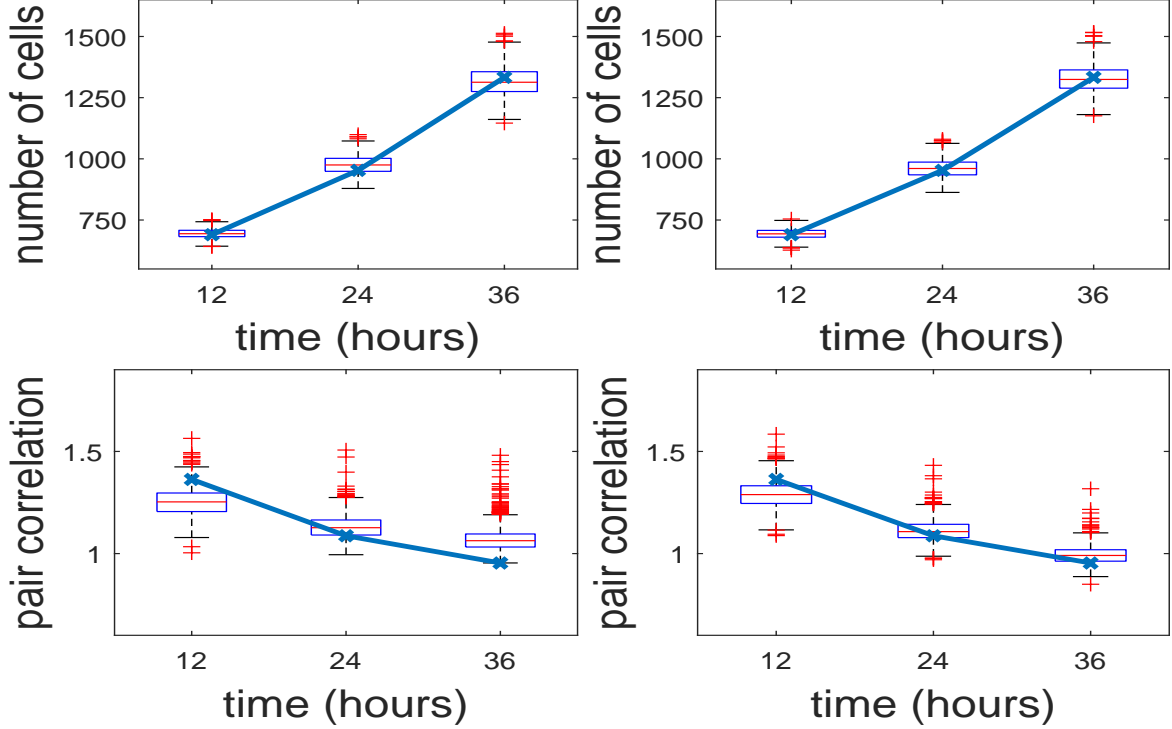 number of cells
1500
1250
1000
750
12 24 36
time (hours)
number of cells
1500
1250
1000
750
12 24 36
time (hours)
pair correlation
1.5
1
12 24 36
time (hours)
pair correlation
1.5
1
12 24 36
time (hours)